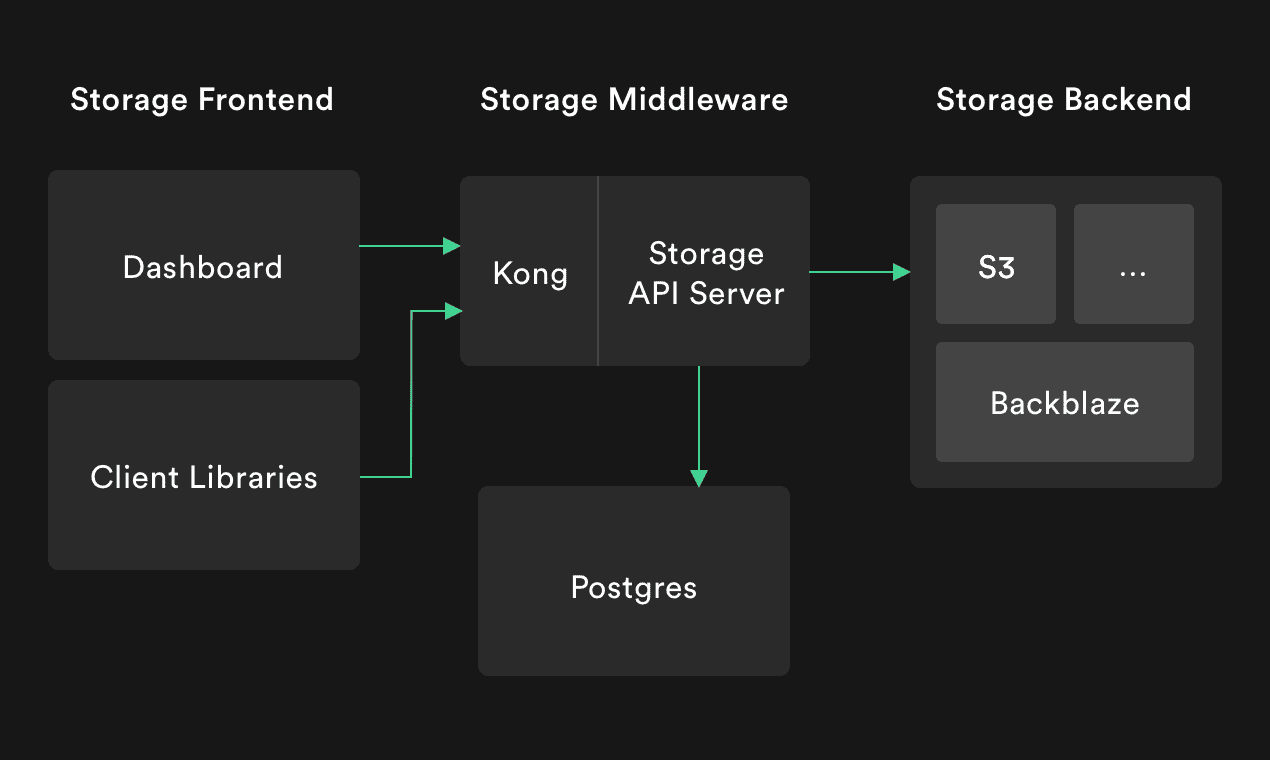 Storage Frontend
Storage Middleware
Storage Backend
Dashboard
Client Libraries
Kong
Storage
API Server
Postgres
S3
...
Backblaze